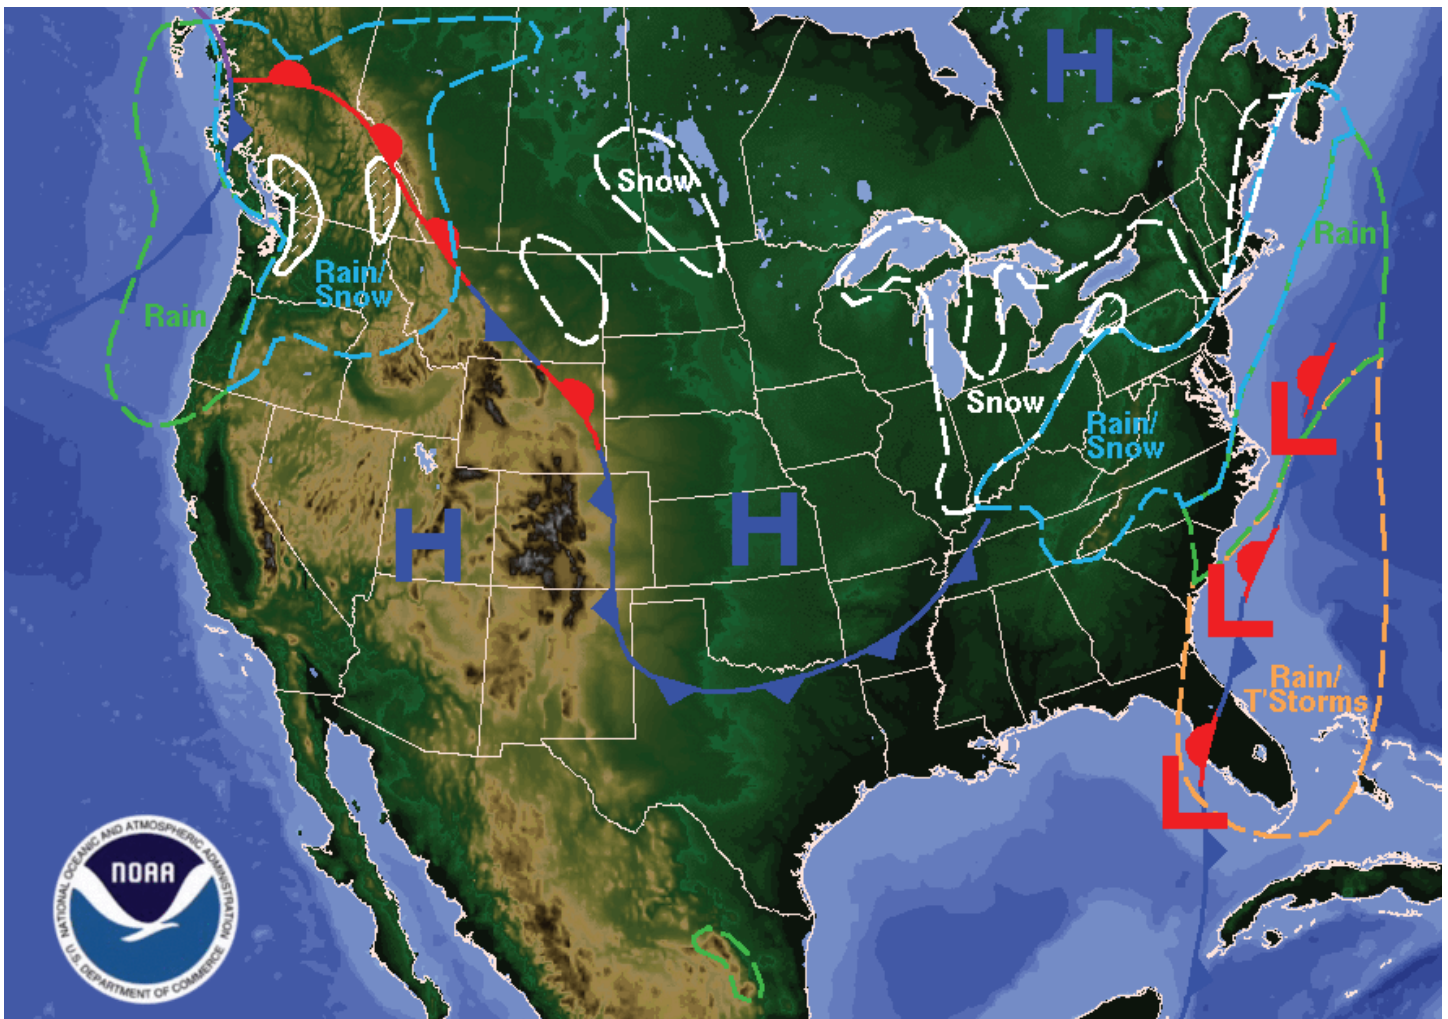 H
Snow
Rain
Rain/
Snow
Rain
Snow
Rain/
Snow
L
H
H
L
Rain/
T'Storms
L
NATIONAL OCEANIC AND ATMOSPHERIC ADMINISTRATION
NOAA
U.S. DEPARTMENT OF COMMERCE